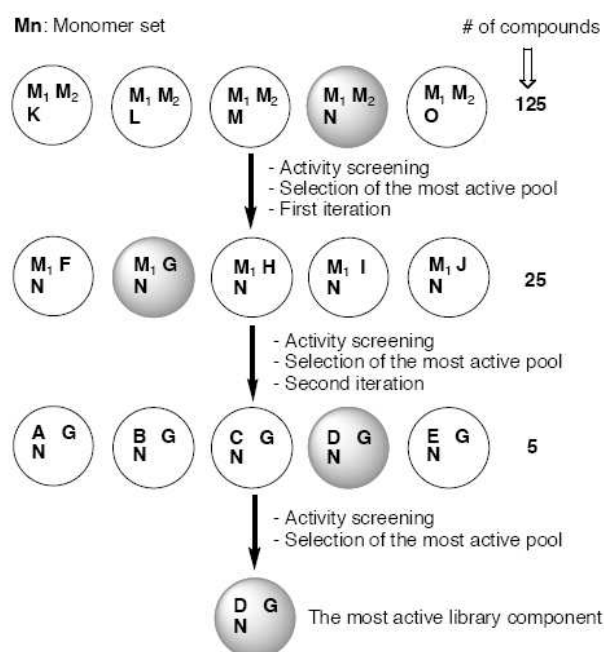 Mn: Monomer set
# of compounds
M1 M2 M1 M2 M1 M2 M1 M2 M1 M2
K L M N O 125
- Activity screening
- Selection of the most active pool
- First iteration
M1 F M1 G M1 H M1 I M1 J
N N N N N 25
- Activity screening
- Selection of the most active pool
- Second iteration
A G B G C G D G E G
N N N N N 5
- Activity screening
- Selection of the most active pool
D G
N The most active library component